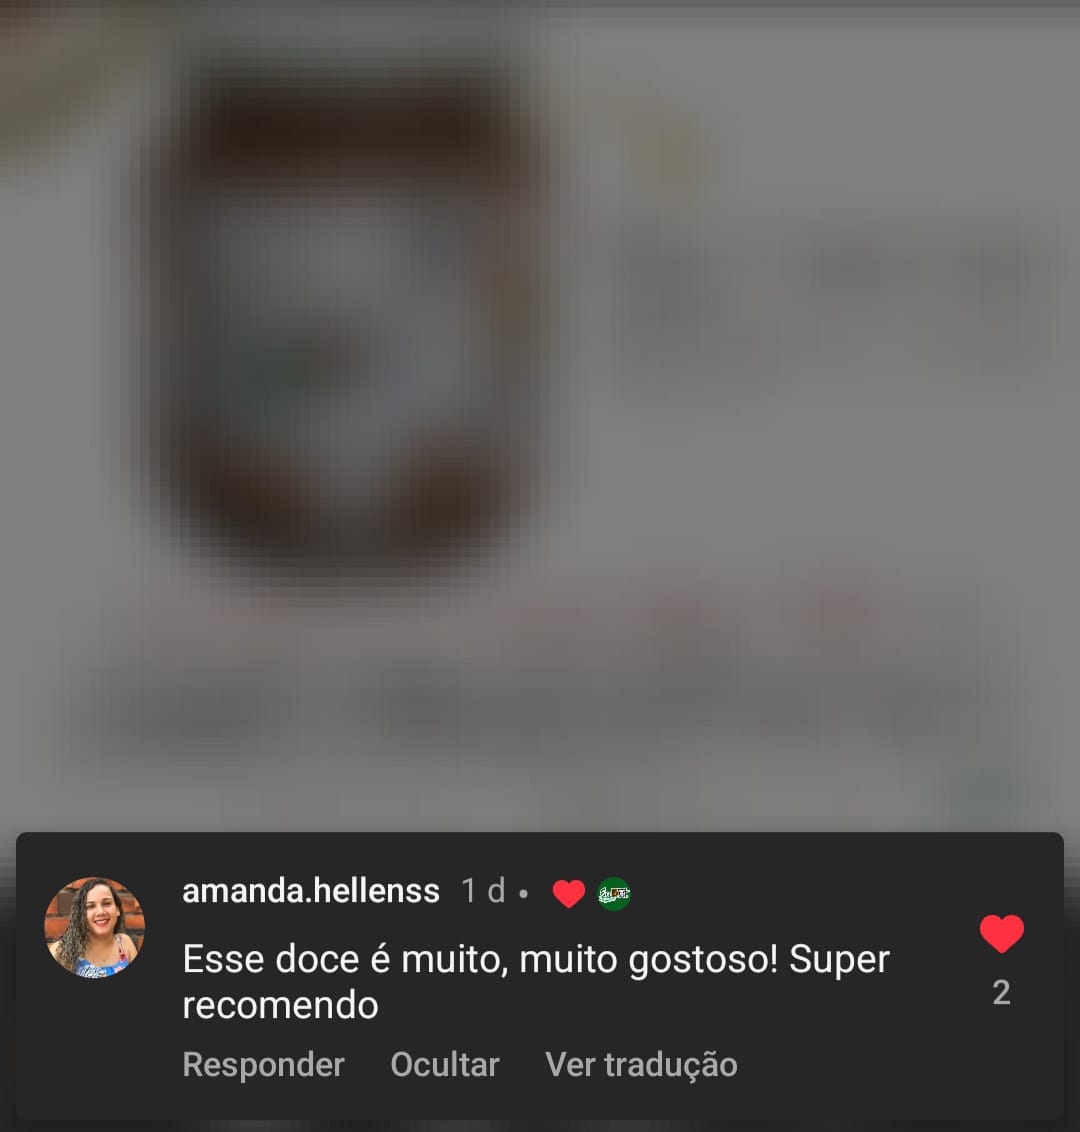 amanda.hellenss 1 d •
Esse doce é muito, muito gostoso! Super
recomendo
2
Responder Ocultar Ver tradução